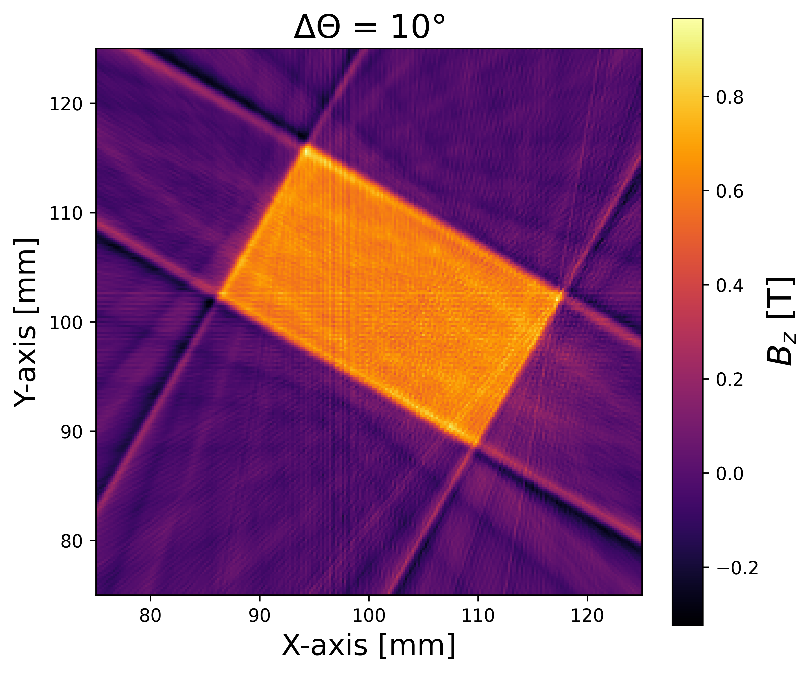 ΔΘ = 10°
120
110
100
90
80
Y-axis [mm]
80 90 100 110 120
X-axis [mm]
0.8
0.6
0.4
0.2
0.0
−0.2
B_z [T]